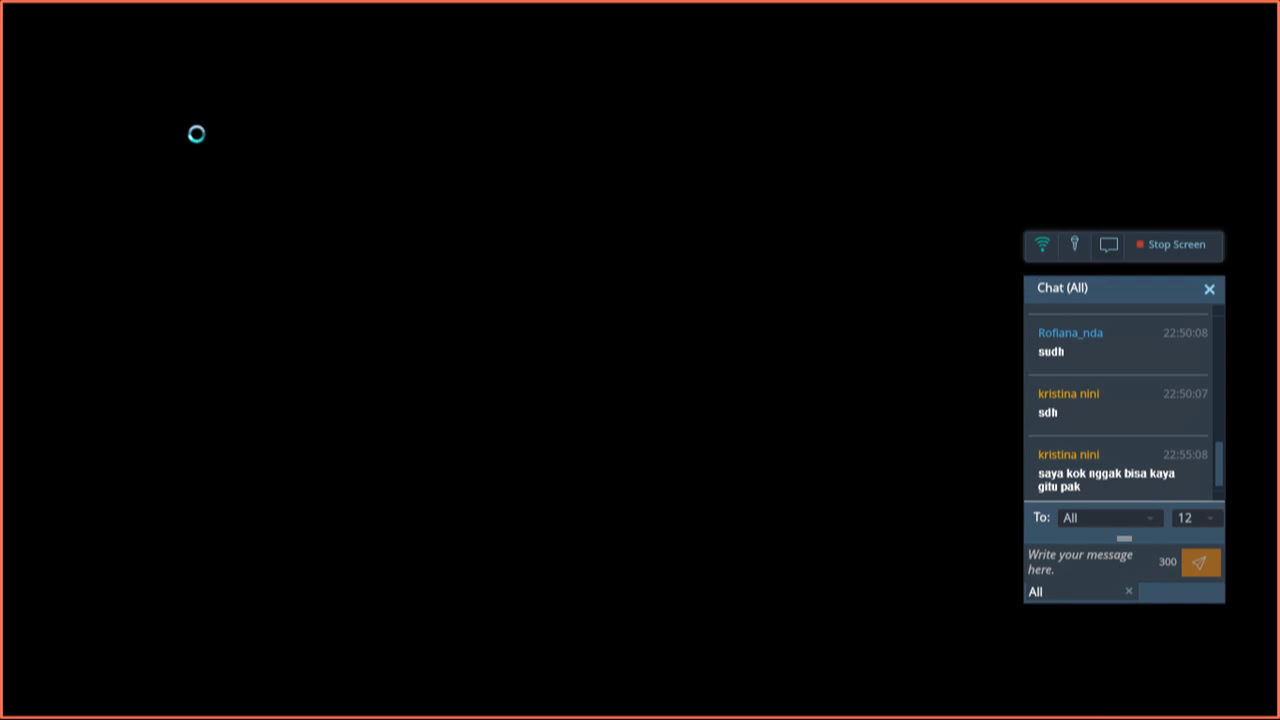 Stop Screen
Chat (All)
Rofiana_nda 22:50:08
sudh
kristina nini 22:50:07
sdh
kristina nini 22:55:08
saya kok nggak bisa kaya
gitu pak
To: All 12
Write your message
here.
300
All